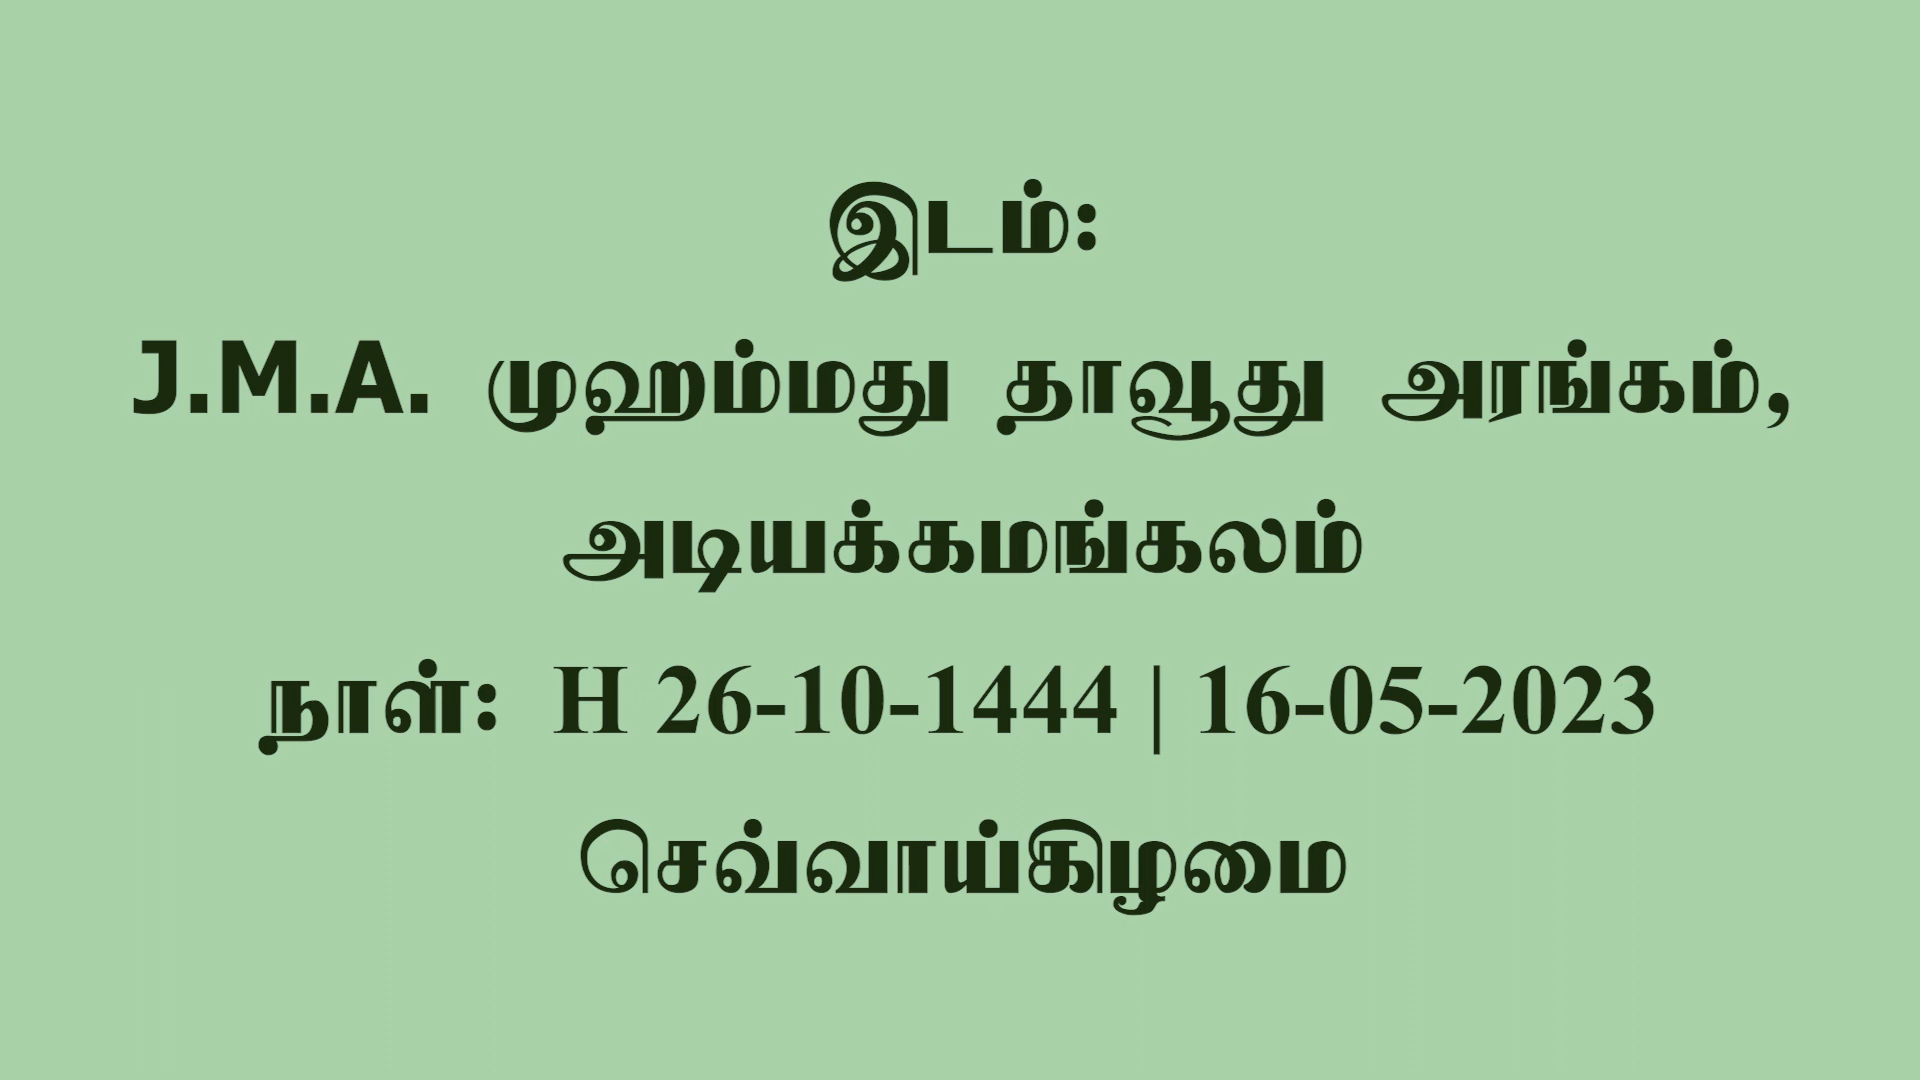 இடம்:
J.M.A. முஹம்மது தாவூது அரங்கம்,
அடியக்கமங்கலம்
நாள்: H 26-10-1444 | 16-05-2023
செவ்வாய்கிழமை